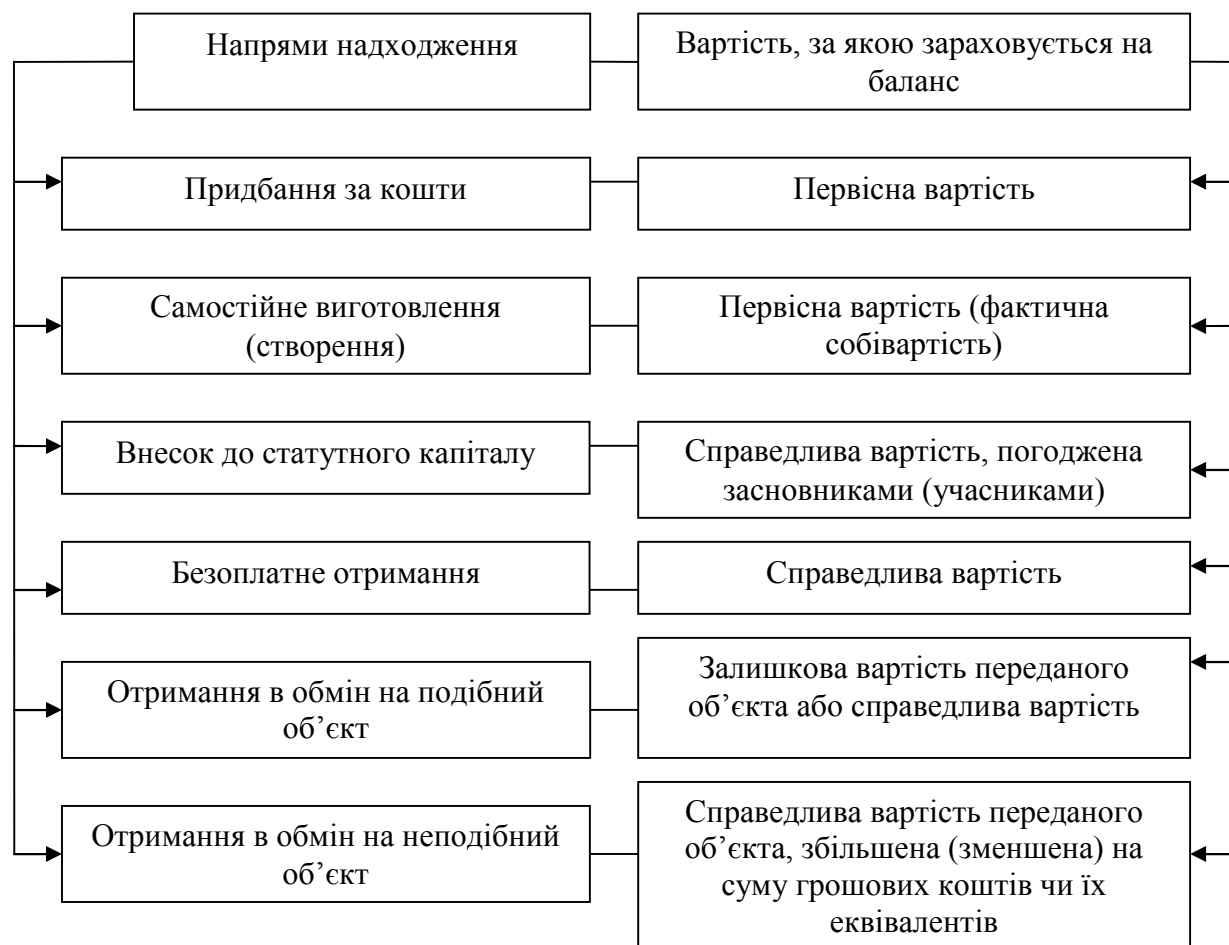 Напрями надходження
Вартість, за якою зараховується на
баланс
Придбання за кошти
Первісна вартість
Самостійне виготовлення
(створення)
Первісна вартість (фактична
собівартість)
Внесок до статутного капіталу
Справедлива вартість, погоджена
засновниками (учасниками)
Безоплатне отримання
Справедлива вартість
Отримання в обмін на подібний
об’єкт
Залишкова вартість переданого
об’єкта або справедлива вартість
Отримання в обмін на неподібний
об’єкт
Справедлива вартість переданого
об’єкта, збільшена (зменшена) на
суму грошових коштів чи їх
еквівалентів